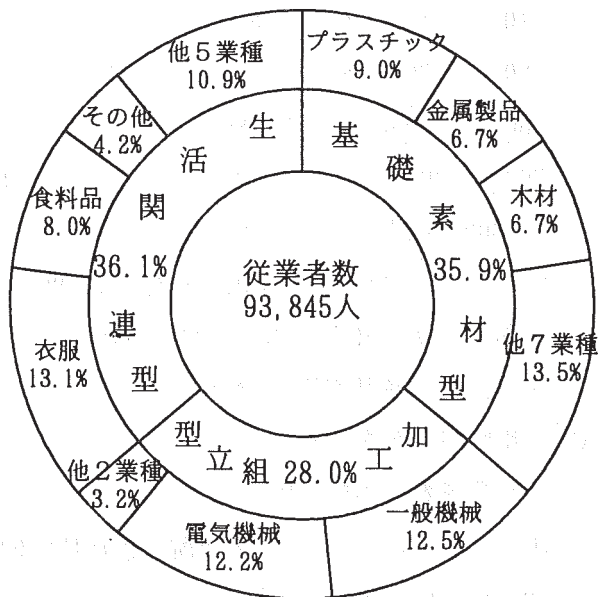 従業者数
93,845人
基礎素材型
35.9%
プラスチック
9.0%
金属製品
6.7%
木材
6.7%
他7業種
13.5%
加工組立型
28.0%
一般機械
12.5%
電気機械
12.2%
他2業種
3.2%
生活関連型
36.1%
衣服
13.1%
食料品
8.0%
その他
4.2%
他5業種
10.9%